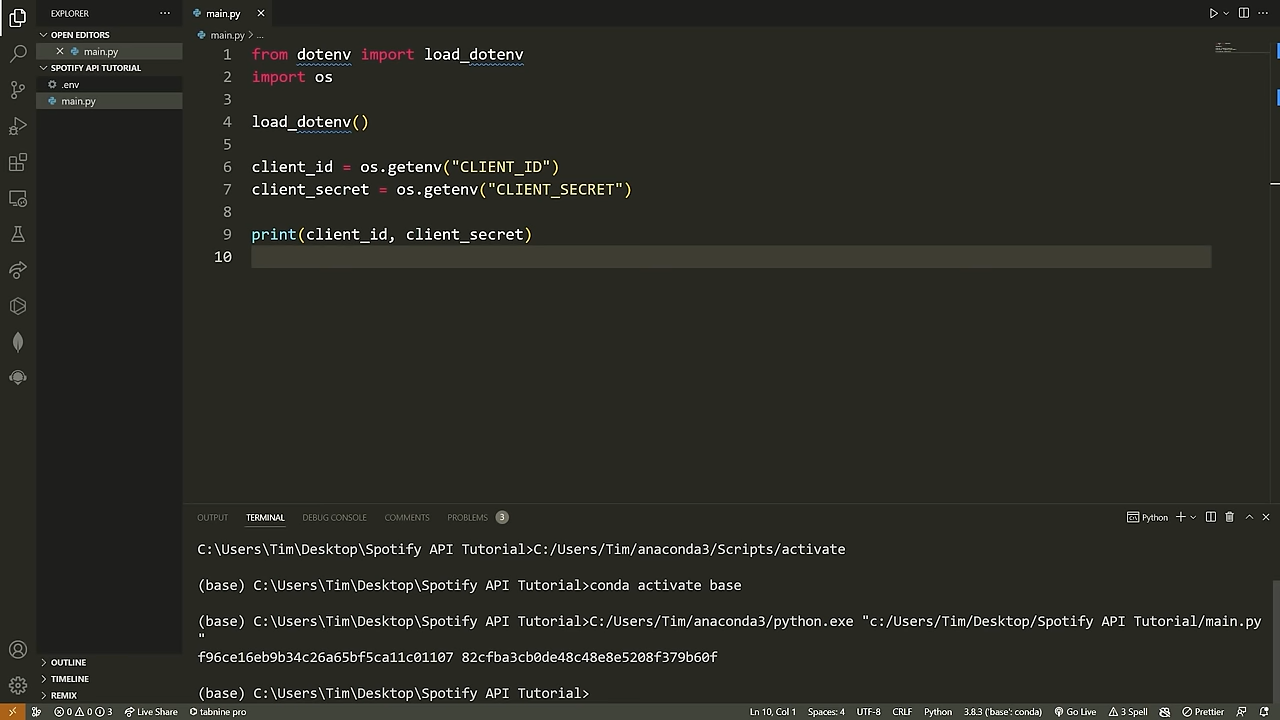 EXPLORER
OPEN EDITORS
main.py
SPOTIFY API TUTORIAL
.env
main.py
OUTLINE
TIMELINE
REMIX
main.py
main.py > ...
1 from dotenv import load_dotenv
2 import os
3
4 load_dotenv()
5
6 client_id = os.getenv("CLIENT_ID")
7 client_secret = os.getenv("CLIENT_SECRET")
8
9 print(client_id, client_secret)
10
OUTPUT TERMINAL DEBUG CONSOLE COMMENTS PROBLEMS 3 Python
C:\Users\Tim\Desktop\Spotify API Tutorial>C:/Users/Tim/anaconda3/Scripts/activate
(base) C:\Users\Tim\Desktop\Spotify API Tutorial>conda activate base
(base) C:\Users\Tim\Desktop\Spotify API Tutorial>C:/Users/Tim/anaconda3/python.exe "c:/Users/Tim/Desktop/Spotify API Tutorial/main.py
"
f96ce16eb9b34c26a65bf5ca11c01107 82cfba3cb0de48c48e8e5208f379b60f
(base) C:\Users\Tim\Desktop\Spotify API Tutorial>
0 0 3 Live Share tabnine pro Ln 10, Col 1 Spaces: 4 UTF-8 CRLF Python 3.8.3 ('base': conda) Go Live 3 Spell Prettier